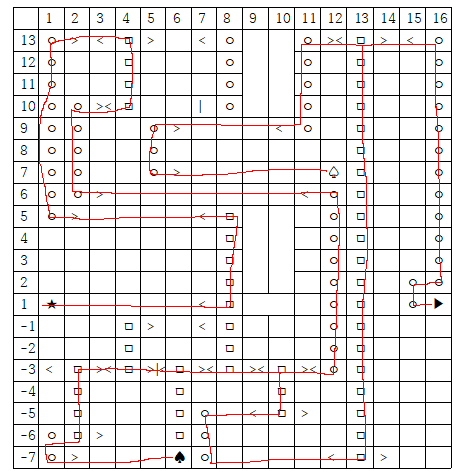 1 2 3 4 5 6 7 8 9 10 11 12 13 14 15 16
13 ○ > < □ > < ○ ○ >< □ > < ○
12 ○ □ ○ ○ □ ○
11 ○ □ ○ ○ □ ○
10 ○ ○ >< □ | ○ ○ □ ○
9 ○ ○ ○ > < ○ □ ○
8 ○ ○ ○ □ ○
7 ○ ○ ○ > ♤ □ ○
6 ○ ○ > < ○ □ ○
5 ○ > < □ ○ □ ○
4 □ ○ □ ○
3 □ ○ □ ○
2 □ ○ □ ○ ○
1 ★ < □ ○ □ ○ ▶
-1 □ > < □ ○ □
-2 □ □ ○ □
-3 < □ >< □ >|< □ >< □ >< □ >< ○ □
-4 □ □ □ □
-5 □ □ ○ < □ > □
-6 ○ □ > □ ○ □
-7 ○ > ♠ ○ < □ >